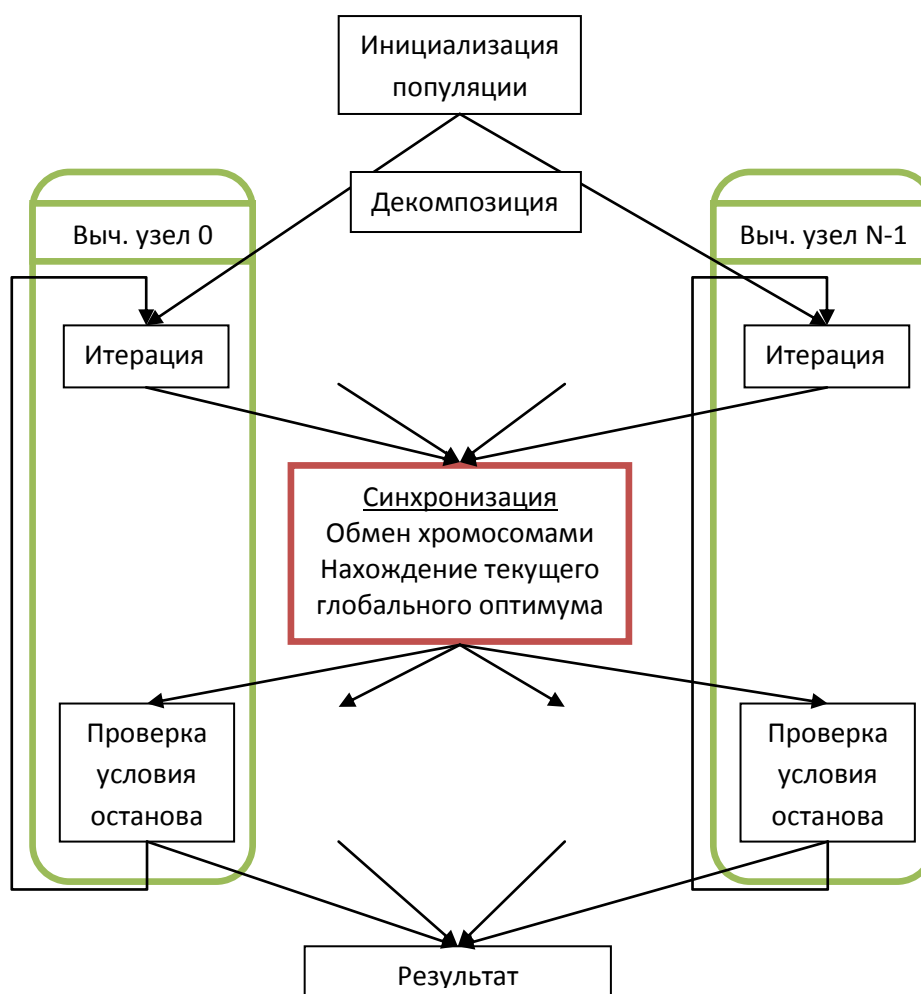 Инициализация
популяции
Декомпозиция
Выч. узел 0
Выч. узел N-1
Итерация
Итерация
Синхронизация
Обмен хромосомами
Нахождение текущего
глобального оптимума
Проверка
условия
останова
Проверка
условия
останова
Результат